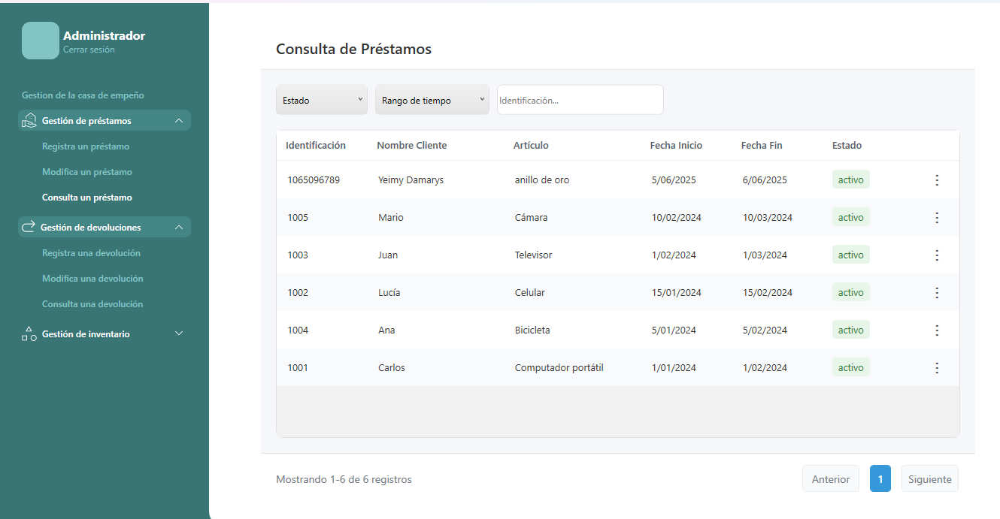 Administrador
Cerrar sesión
Gestion de la casa de empeño
Gestión de préstamos
Registra un préstamo
Modifica un préstamo
Consulta un préstamo
Gestión de devoluciones
Registra una devolución
Modifica una devolución
Consulta una devolución
Gestión de inventario
Consulta de Préstamos
Estado Rango de tiempo Identificación...
Identificación Nombre Cliente Artículo Fecha Inicio Fecha Fin Estado
1065096789 Yeimy Damarys anillo de oro 5/06/2025 6/06/2025 activo
1005 Mario Cámara 10/02/2024 10/03/2024 activo
1003 Juan Televisor 1/02/2024 1/03/2024 activo
1002 Lucía Celular 15/01/2024 15/02/2024 activo
1004 Ana Bicicleta 5/01/2024 5/02/2024 activo
1001 Carlos Computador portátil 1/01/2024 1/02/2024 activo
Mostrando 1-6 de 6 registros Anterior 1 Siguiente